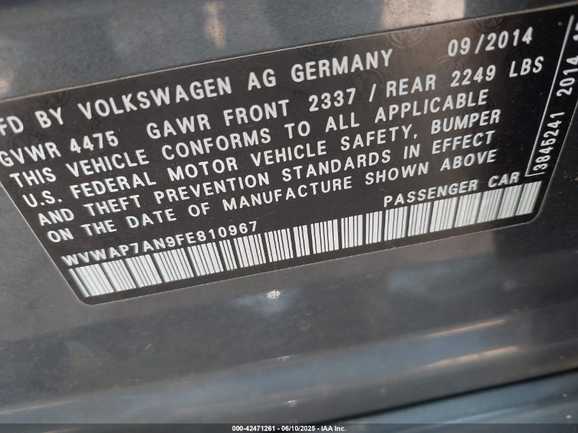 FD BY VOLKSWAGEN AG GERMANY 09/2014
GVWR 4475 GAWR FRONT 2337 / REAR 2249 LBS
THIS VEHICLE CONFORMS TO ALL APPLICABLE
U.S. FEDERAL MOTOR VEHICLE SAFETY, BUMPER
AND THEFT PREVENTION STANDARDS IN EFFECT
ON THE DATE OF MANUFACTURE SHOWN ABOVE
WVWAP7AN9FE810967 PASSENGER CAR
3846241 2014
000-42471261 - 06/10/2025 - IAA Inc.